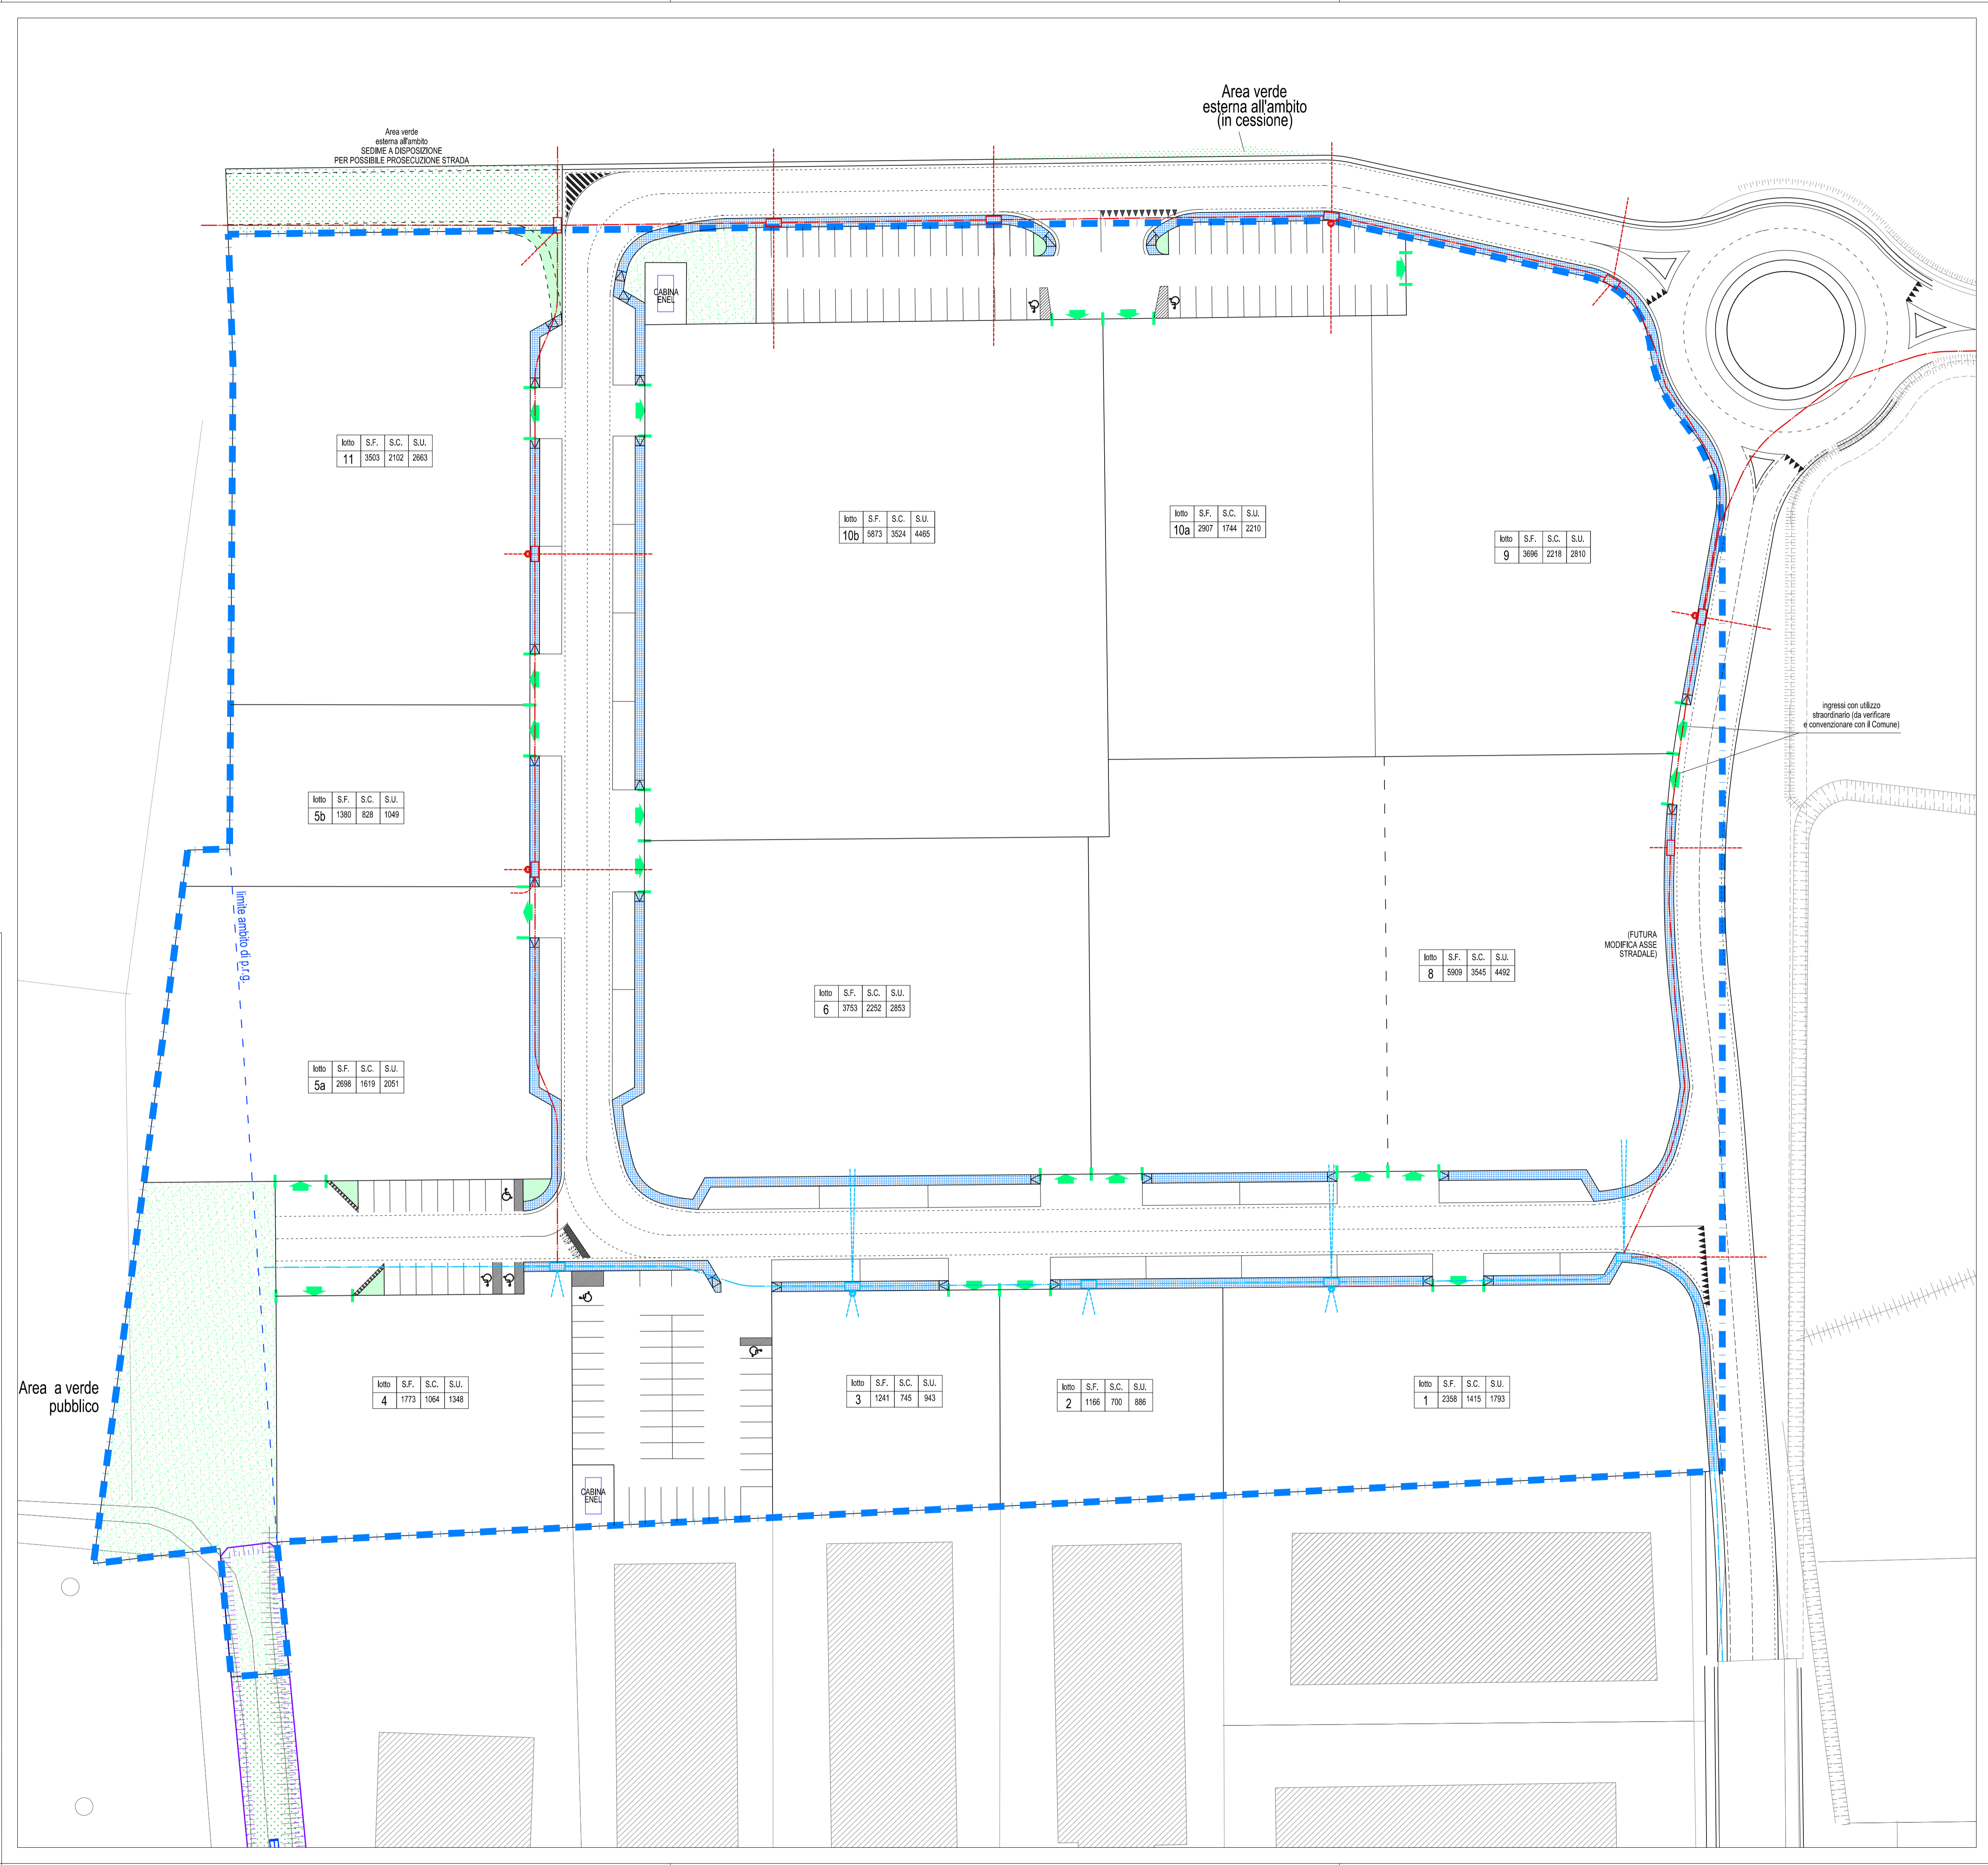 Area verde
esterna all'ambito
(in cessione)
Area verde
esterna all'ambito
SEDIME A DISPOSIZIONE
PER POSSIBILE PROSECUZIONE STRADA
CABINA
ENEL
lotto S.F. S.C. S.U.
11 3503 2102 2663
lotto S.F. S.C. S.U.
10b 5873 3524 4465
lotto S.F. S.C. S.U.
10a 2907 1744 2210
lotto S.F. S.C. S.U.
9 3696 2218 2810
ingressi con utilizzo
straordinario (da verificare
e convenzionare con il Comune)
lotto S.F. S.C. S.U.
5b 1380 828 1049
limite ambito di p.r.g.
(FUTURA
MODIFICA ASSE
STRADALE)
lotto S.F. S.C. S.U.
8 5909 3545 4492
lotto S.F. S.C. S.U.
6 3753 2252 2853
lotto S.F. S.C. S.U.
5a 2698 1619 2051
Area a verde
pubblico
lotto S.F. S.C. S.U.
4 1773 1064 1348
lotto S.F. S.C. S.U.
3 1241 745 943
lotto S.F. S.C. S.U.
2 1166 700 886
lotto S.F. S.C. S.U.
1 2358 1415 1793
CABINA
ENEL